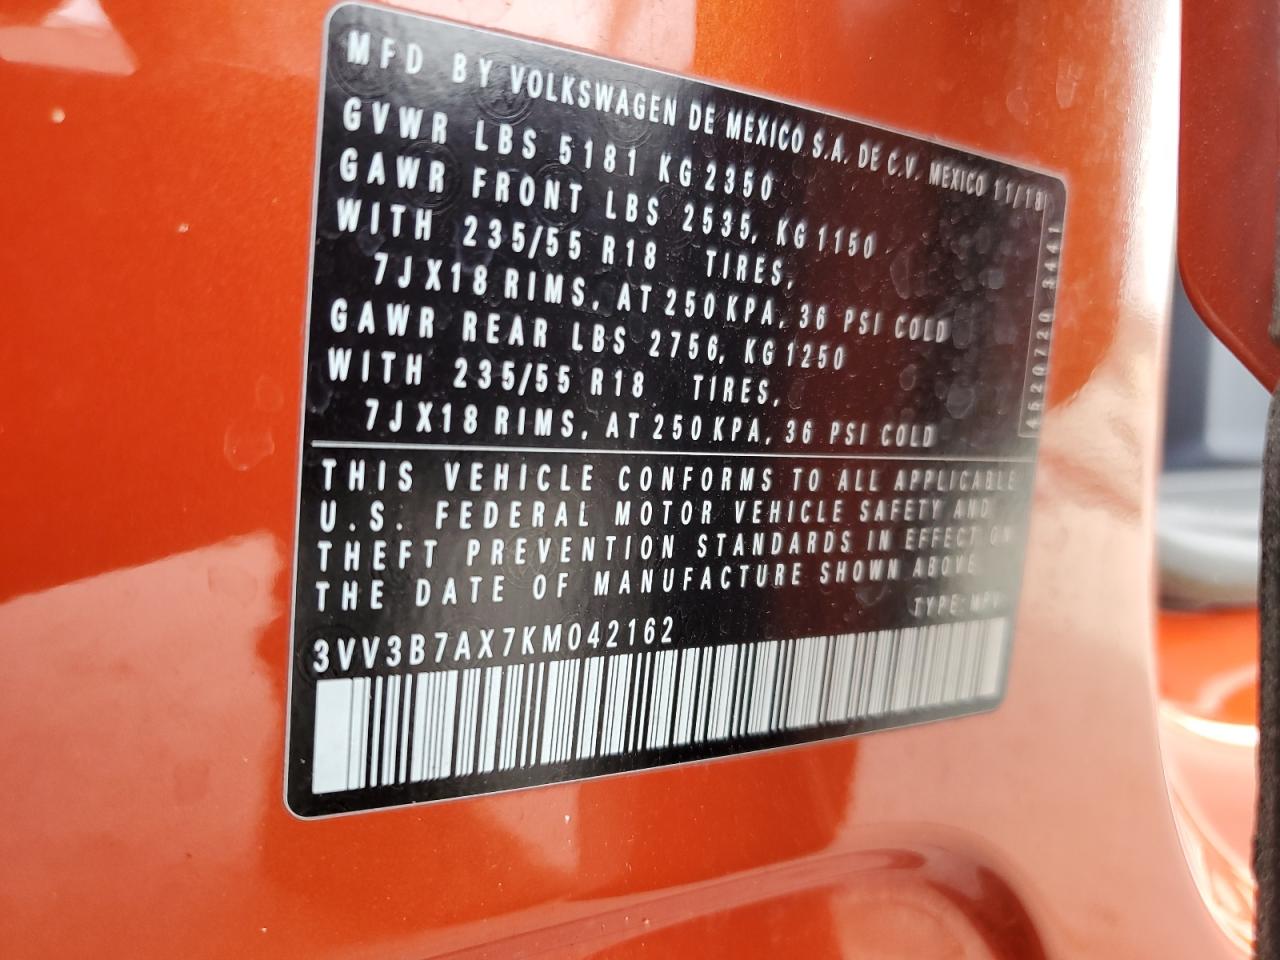 MFD BY VOLKSWAGEN DE MEXICO S.A. DE C.V. MEXICO 11/18
GVWR LBS 5181 KG 2350
GAWR FRONT LBS 2535, KG 1150
WITH 235/55 R18 TIRES,
7JX18 RIMS, AT 250 KPA, 36 PSI COLD
GAWR REAR LBS 2756, KG 1250
WITH 235/55 R18 TIRES,
7JX18 RIMS, AT 250 KPA, 36 PSI COLD
4620720 3441
THIS VEHICLE CONFORMS TO ALL APPLICABLE
U.S. FEDERAL MOTOR VEHICLE SAFETY AND
THEFT PREVENTION STANDARDS IN EFFECT ON
THE DATE OF MANUFACTURE SHOWN ABOVE
TYPE: MPV
3VV3B7AX7KM042162